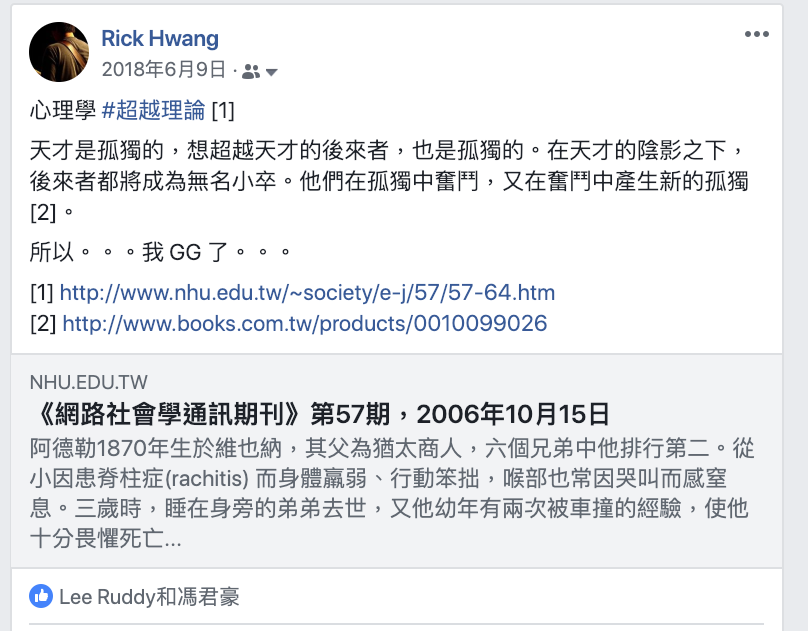 Rick Hwang
2018年6月9日 ·
心理學 #超越理論 [1]
天才是孤獨的，想超越天才的後來者，也是孤獨的。在天才的陰影之下，
後來者都將成為無名小卒。他們在孤獨中奮鬥，又在奮鬥中產生新的孤獨
[2]。
所以。。。我 GG 了。。。
[1] http://www.nhu.edu.tw/~society/e-j/57/57-64.htm
[2] http://www.books.com.tw/products/0010099026
NHU.EDU.TW
《網路社會學通訊期刊》第57期，2006年10月15日
阿德勒1870年生於維也納，其父為猶太商人，六個兄弟中他排行第二。從
小因患脊柱症(rachitis) 而身體羸弱、行動笨拙，喉部也常因哭叫而感窒
息。三歲時，睡在身旁的弟弟去世，又他幼年有兩次被車撞的經驗，使他
十分畏懼死亡...
Lee Ruddy和馮君豪